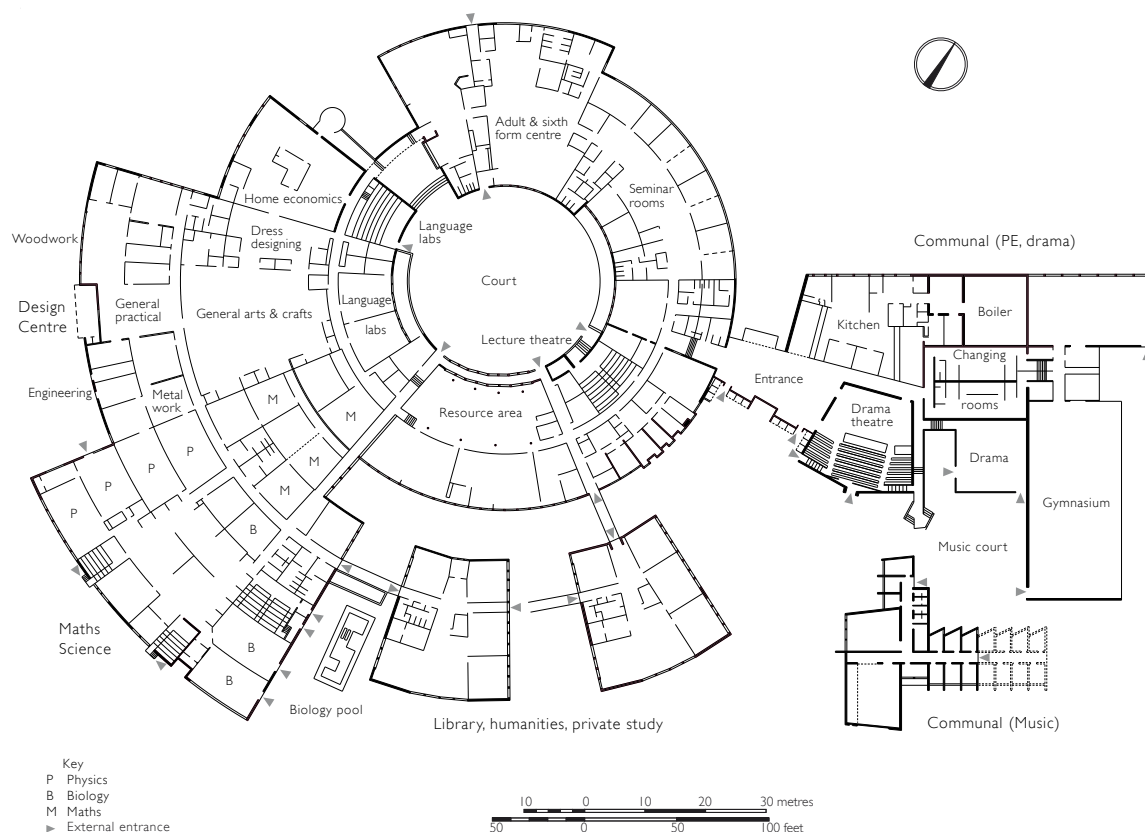 Adult & sixth
form centre
Home economics
Seminar
rooms
Woodwork
Dress
designing
Language
labs
Communal (PE, drama)
Court
Design
Centre
General
practical
General arts & crafts
Language
labs
Lecture theatre
Kitchen
Boiler
Changing
rooms
Entrance
Engineering
Metal
work
M
M
Resource area
Drama
theatre
Drama
P
P
P
P
M
M
B
Gymnasium
Music court
Maths
Science
B
B
Biology pool
Library, humanities, private study
Communal (Music)
Key
P Physics
B Biology
M Maths
External entrance
10 0 10 20 30 metres
50 0 50 100 feet